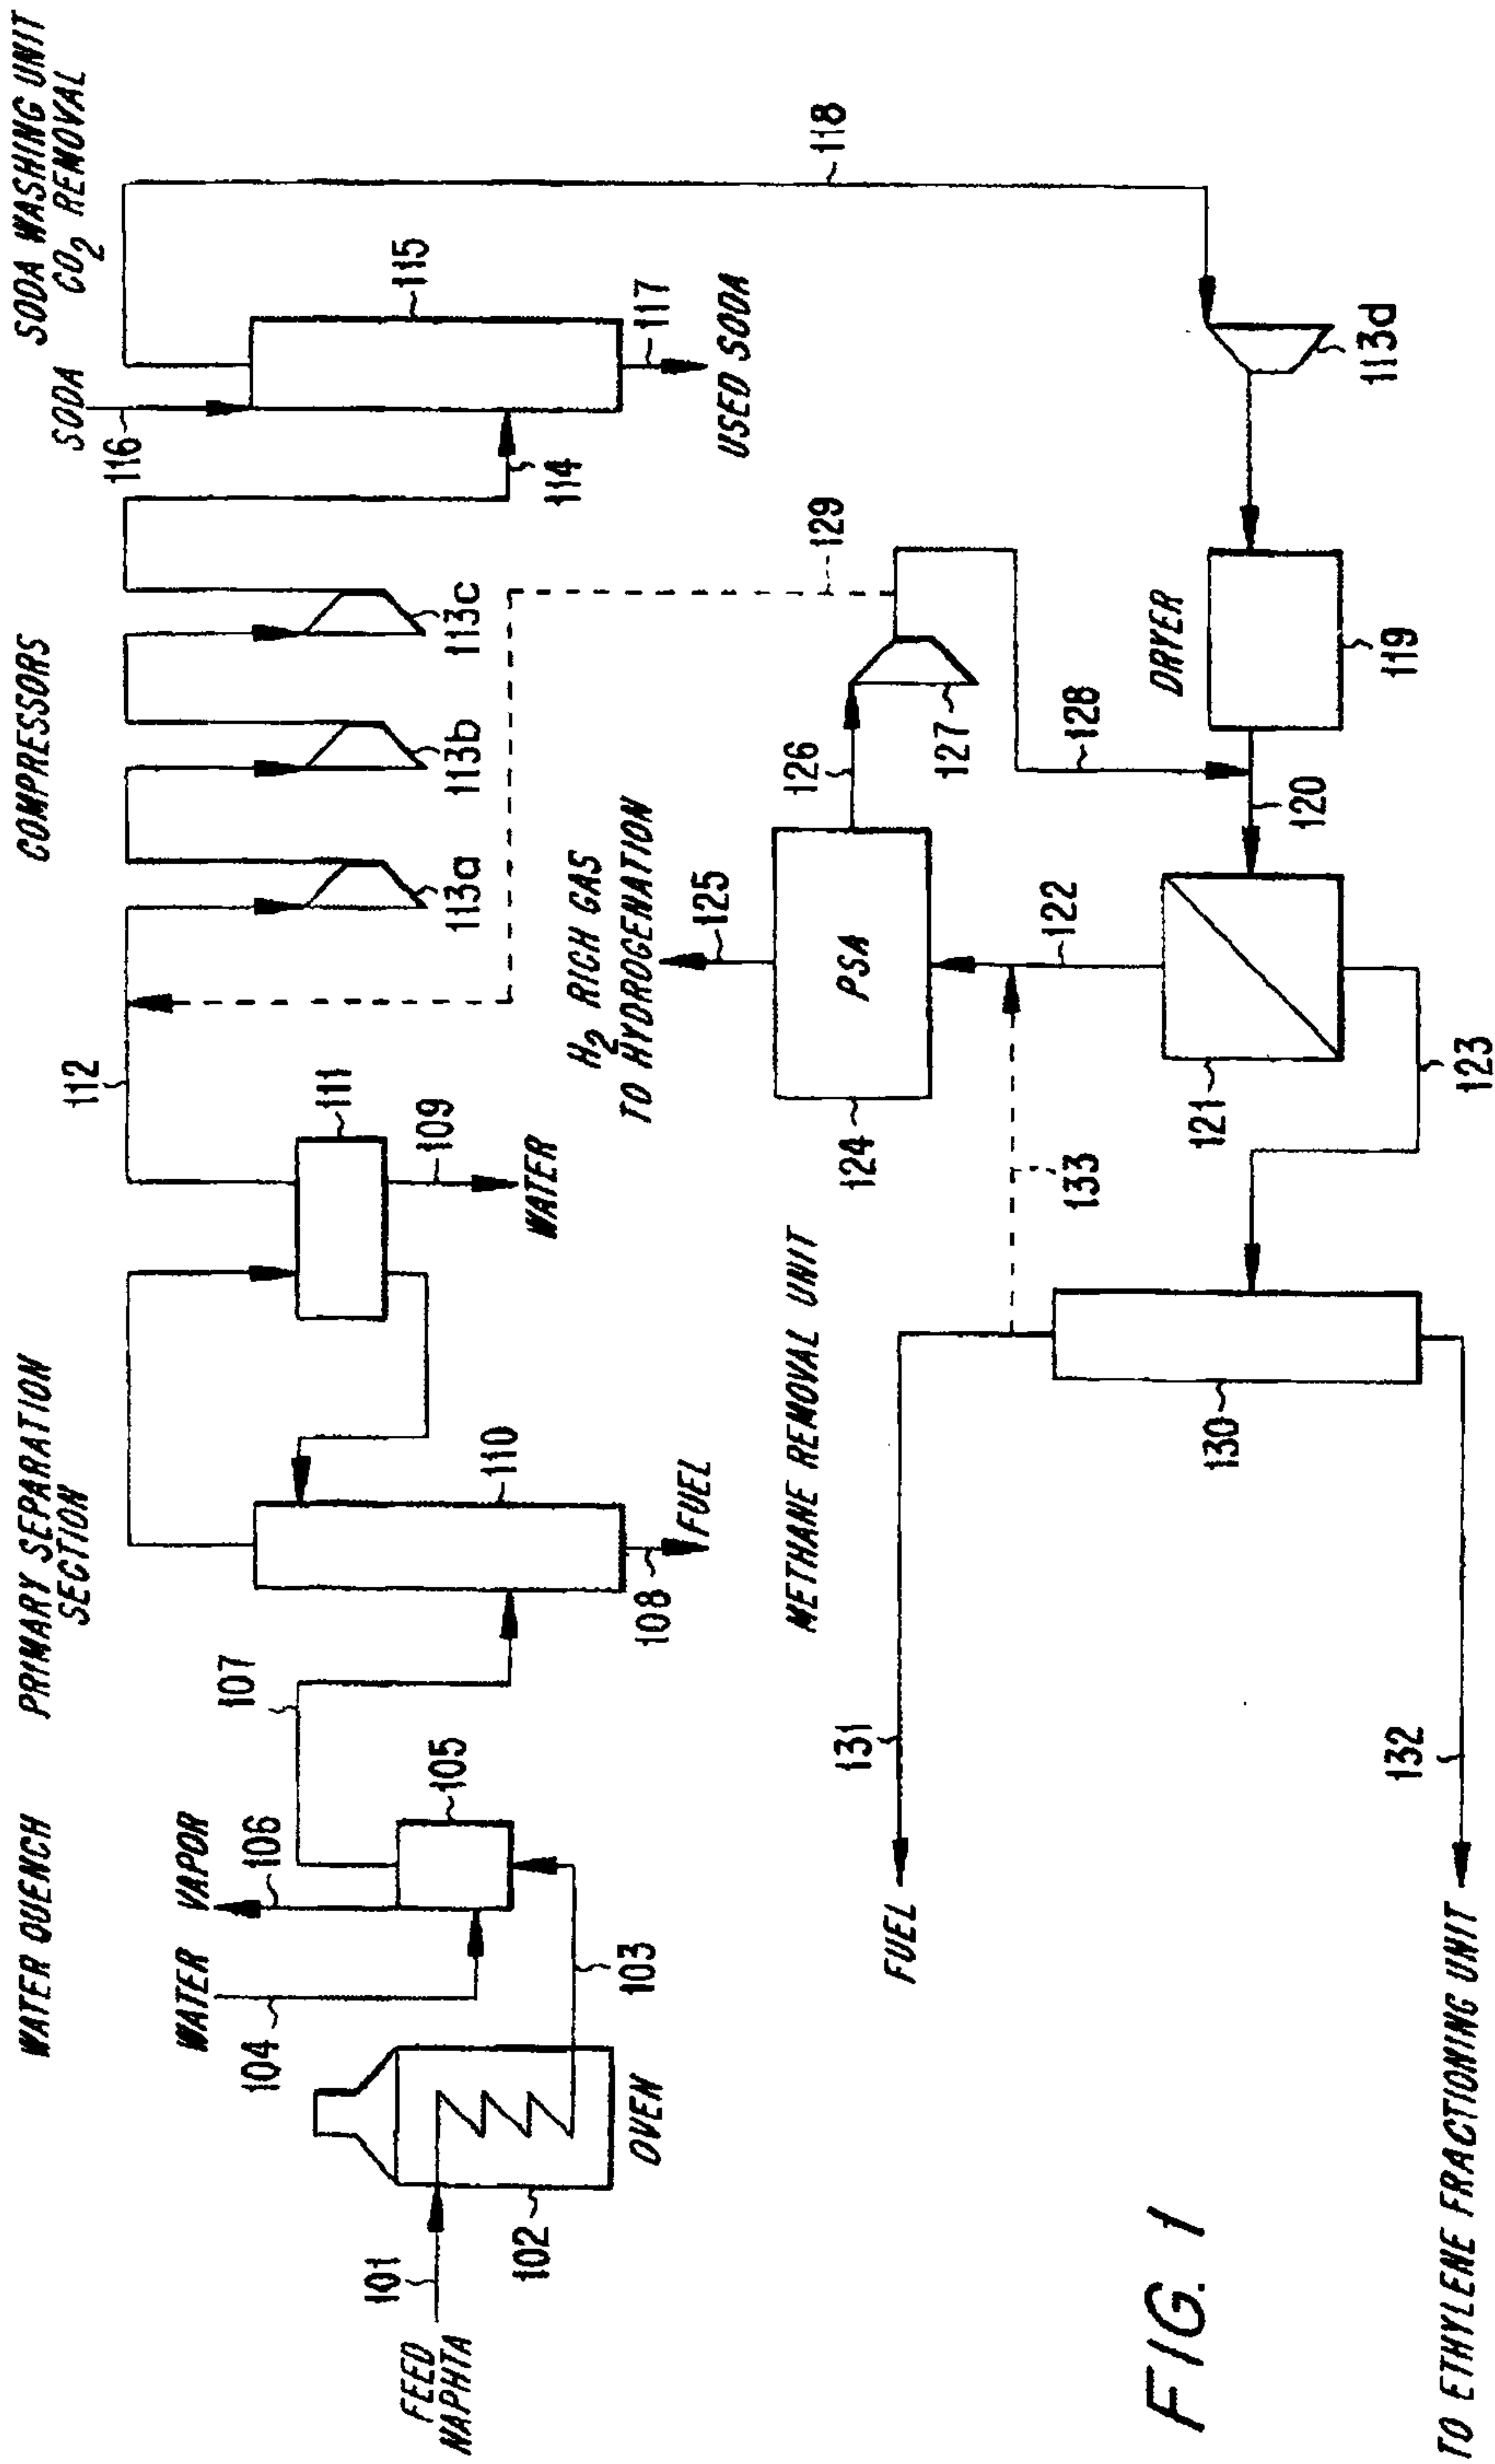 WATER QUENCH
PRIMARY SEPARATION
SECTION
COMPRESSORS
SODA WASHING UNIT
CO2 REMOVAL
FEED
NAPHTA
101
102
OVEN
103
WATER
104
VAPOR
106
105
107
110
108
FUEL
111
109
WATER
112
113a
113b
113c
114
SODA
116
115
117
USED SODA
118
113d
DRYER
119
120
129
128
127
126
H2 RICH GAS
TO HYDROGENATION
125
PSA
124
122
121
123
133
METHANE REMOVAL UNIT
130
131
FUEL
132
TO ETHYLENE FRACTIONING UNIT
FIG. 1